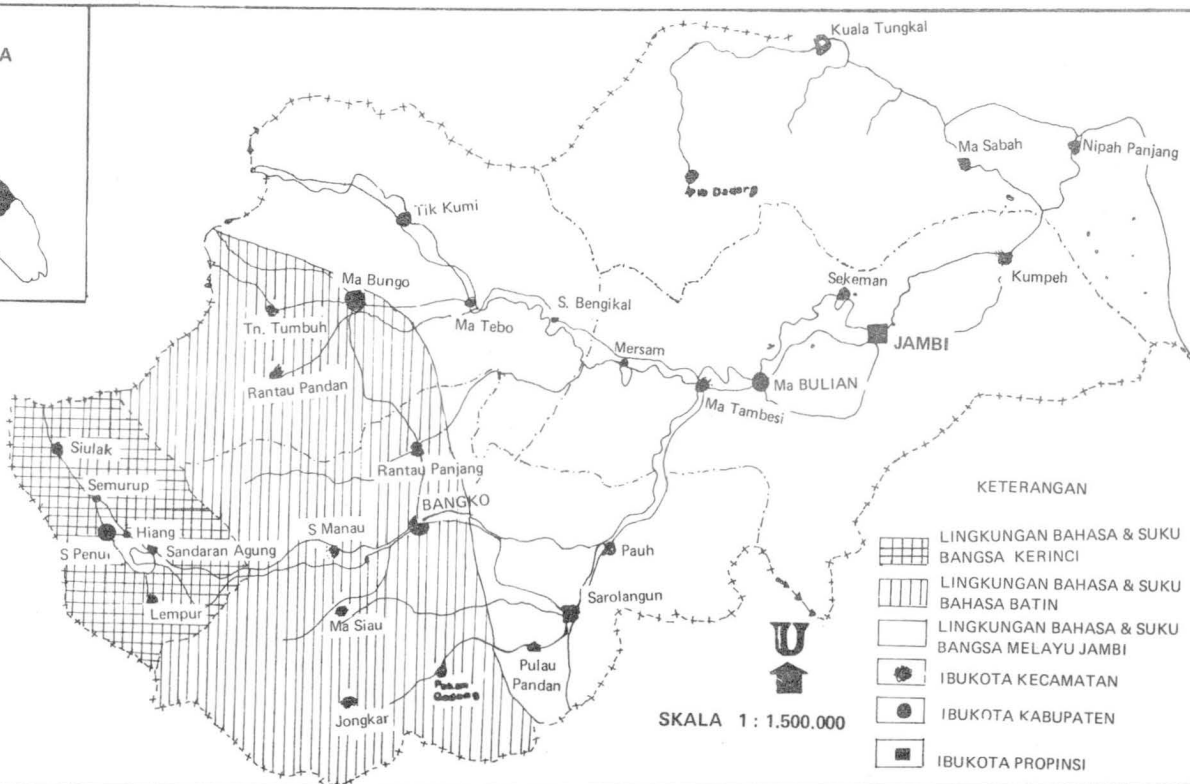 A
Kuala Tungkal
Ma Sabah
Nipah Panjang
Tik Kumi
Kumpeh
Sekeman
Ma Bungo
S. Bengikal
Tn. Tumbuh
Ma Tebo
JAMBI
Mersam
Rantau Pandan
Ma BULIAN
Ma Tambesi
Siulak
Rantau Panjang
Semurup
BANGKO
Hiang
S Manau
S Penui
Sandaran Agung
Pauh
Lempur
Ma Siau
Sarolangun
Pulau
Pandan
Jongkar
U
SKALA 1 : 1.500.000
KETERANGAN
LINGKUNGAN BAHASA & SUKU
BANGSA KERINCI
LINGKUNGAN BAHASA & SUKU
BAHASA BATIN
LINGKUNGAN BAHASA & SUKU
BANGSA MELAYU JAMBI
IBUKOTA KECAMATAN
IBUKOTA KABUPATEN
IBUKOTA PROPINSI